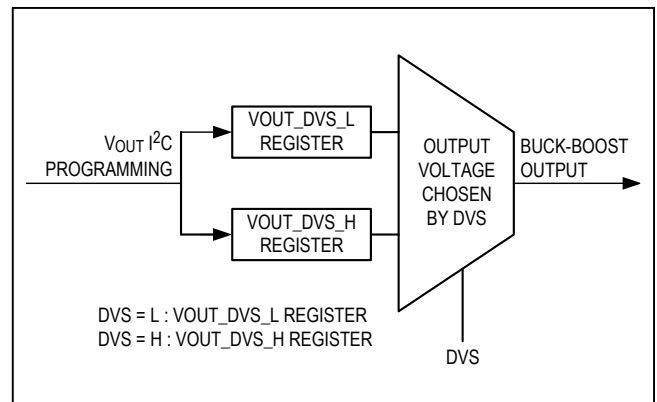 VOUT I²C
PROGRAMMING
VOUT_DVS_L
REGISTER
VOUT_DVS_H
REGISTER
OUTPUT
VOLTAGE
CHOSEN
BY DVS
BUCK-BOOST
OUTPUT
DVS = L : VOUT_DVS_L REGISTER
DVS = H : VOUT_DVS_H REGISTER
DVS